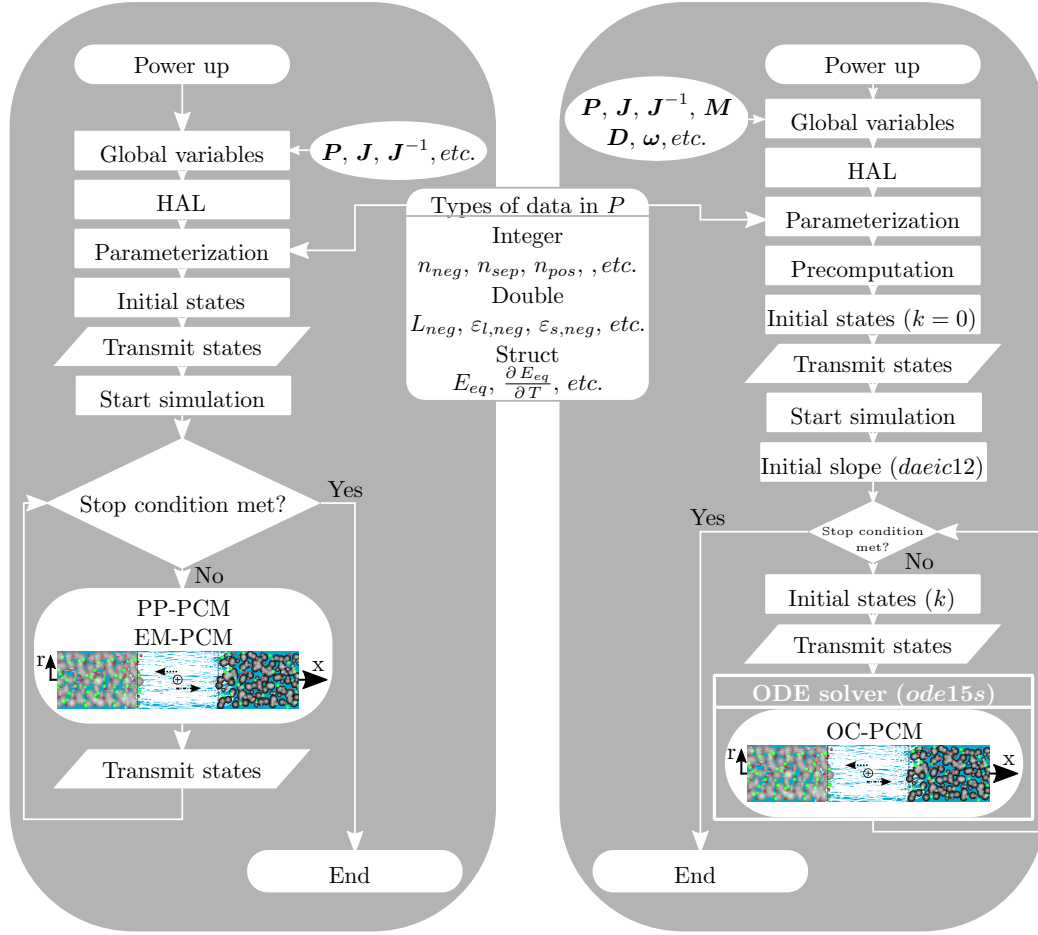 Power up
Global variables
P, J, J⁻¹, etc.
HAL
Parameterization
Initial states
Transmit states
Start simulation
Stop condition met?
Yes
No
PP-PCM
EM-PCM
r
x
Transmit states
End
Types of data in P
Integer
n_{neg}, n_{sep}, n_{pos}, , etc.
Double
L_{neg}, ε_{l,neg}, ε_{s,neg}, etc.
Struct
E_{eq}, ∂ E_{eq}/∂ T, etc.
Power up
P, J, J⁻¹, M
D, ω, etc.
Global variables
HAL
Parameterization
Precomputation
Initial states (k = 0)
Transmit states
Start simulation
Initial slope (daeic12)
Stop condition
met?
Yes
No
Initial states (k)
Transmit states
ODE solver (ode15s)
OC-PCM
r
x
End